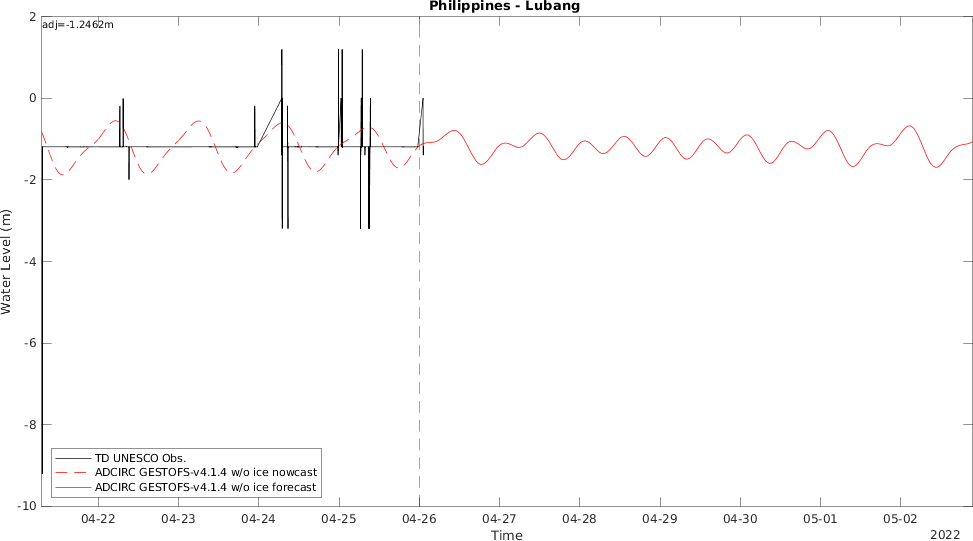 Philippines - Lubang
adj=-1.2462m
2
0
-2
-4
-6
-8
-10
Water Level (m)
TD UNESCO Obs.
ADCIRC GESTOFS-v4.1.4 w/o ice nowcast
ADCIRC GESTOFS-v4.1.4 w/o ice forecast
04-22 04-23 04-24 04-25 04-26 04-27 04-28 04-29 04-30 05-01 05-02
Time
2022